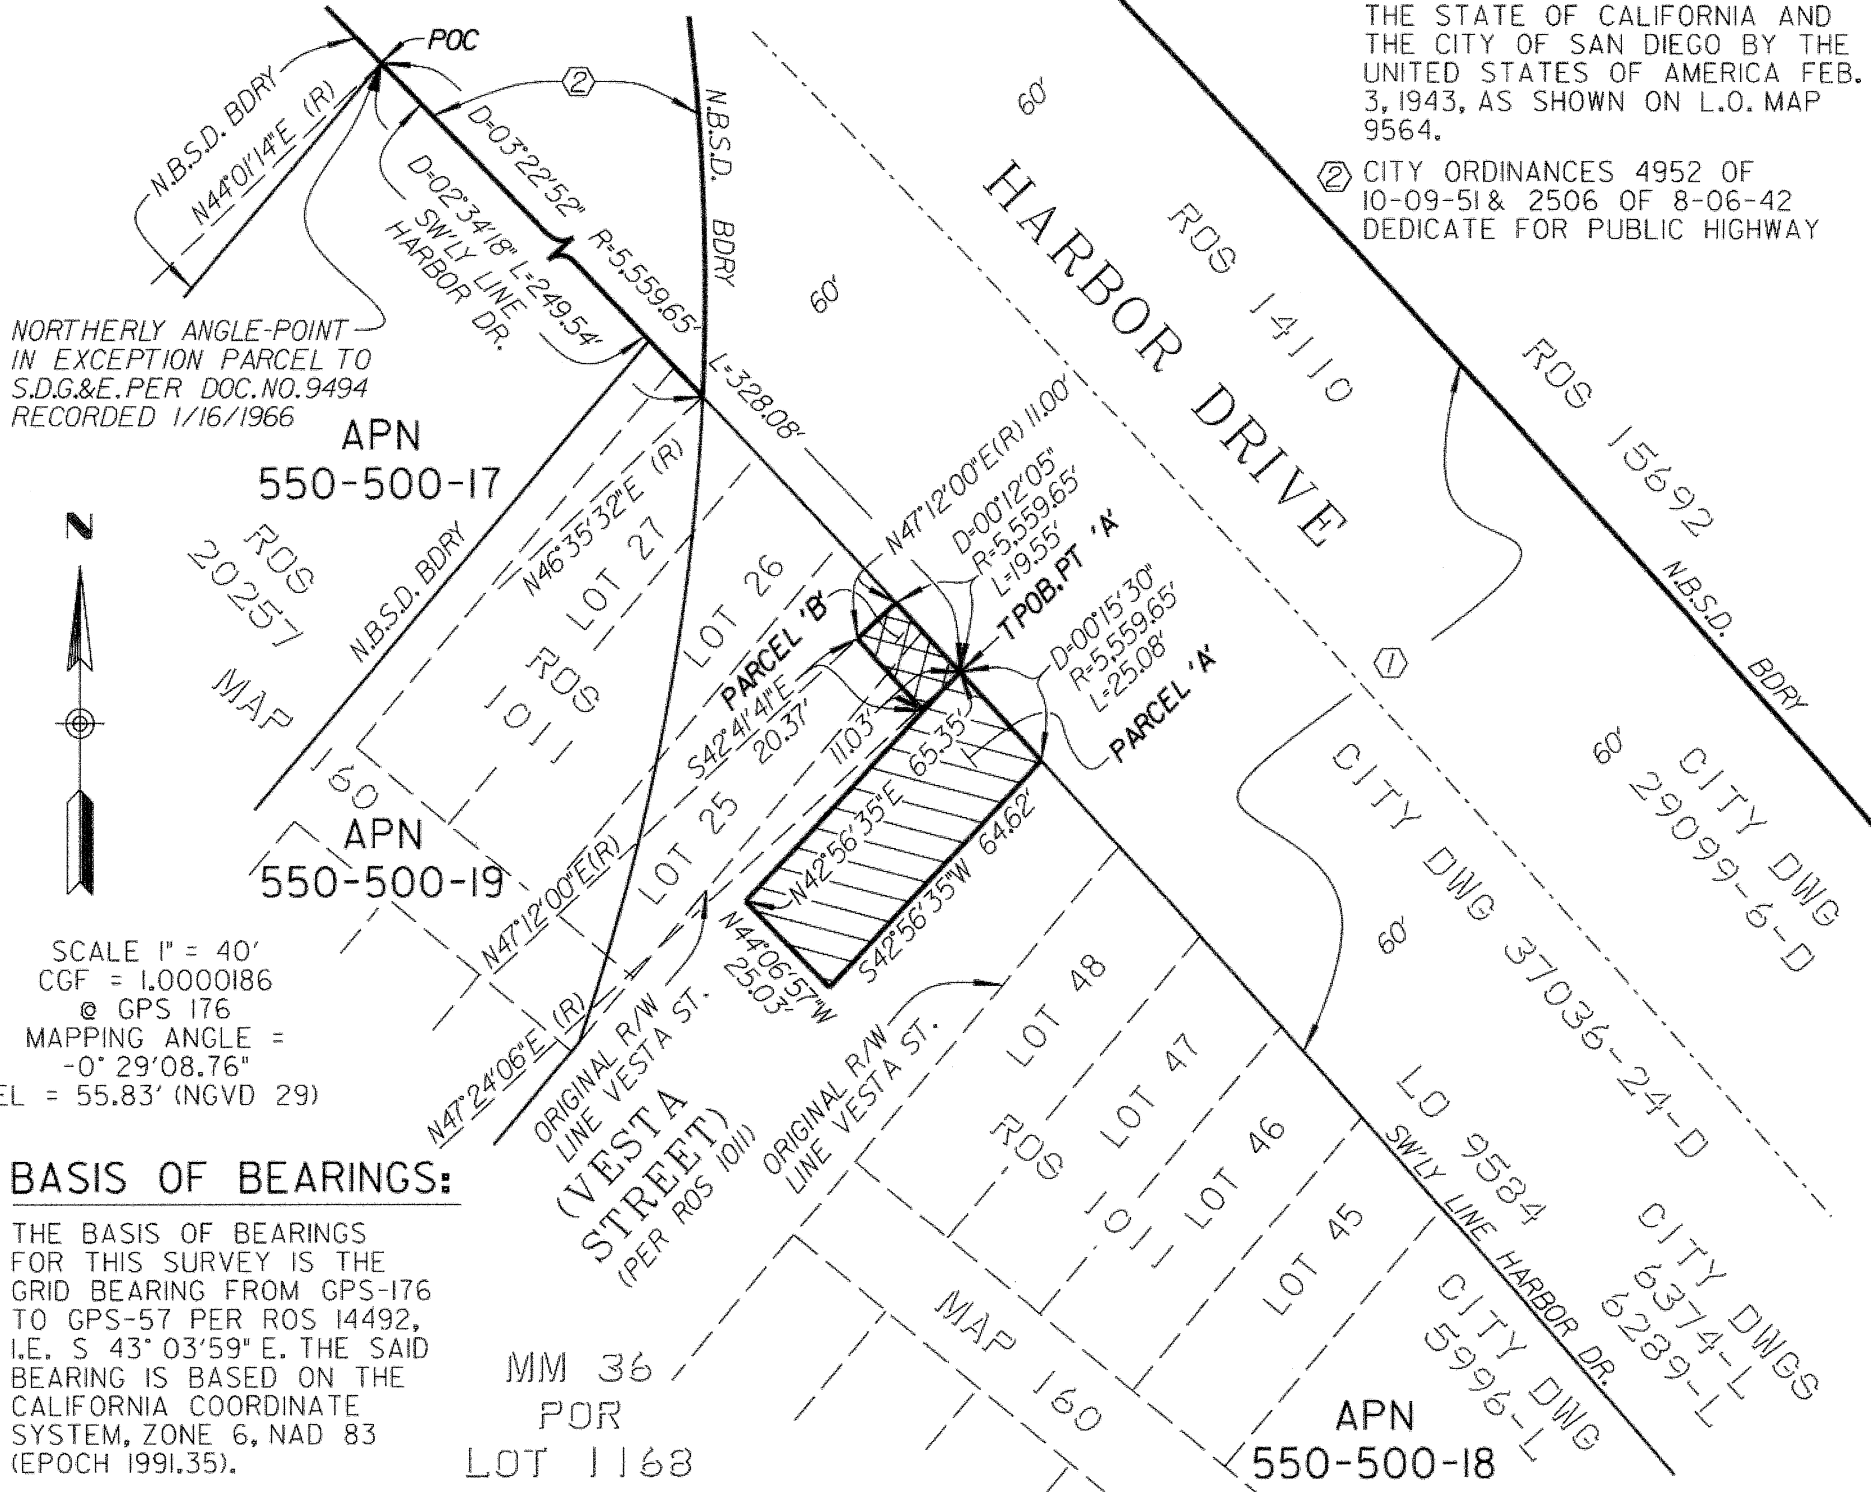 THE STATE OF CALIFORNIA AND
THE CITY OF SAN DIEGO BY THE
UNITED STATES OF AMERICA FEB.
3, 1943, AS SHOWN ON L.O. MAP
9564.
2 CITY ORDINANCES 4952 OF
10-09-51 & 2506 OF 8-06-42
DEDICATE FOR PUBLIC HIGHWAY
POC
2
N.B.S.D. BDRY
N44°01'14"E (R)
D=03°22'52" R=5,559.65'
L=328.08'
D=02°34'18" L=249.54'
SW'LY LINE
HARBOR DR.
N.B.S.D. BDRY
60'
60'
HARBOR DRIVE
ROS 14110
ROS 15692
N.B.S.D. BDRY
NORTHERLY ANGLE-POINT
IN EXCEPTION PARCEL TO
S.D.G.&E. PER DOC. NO. 9494
RECORDED 1/16/1966
APN
550-500-17
N
ROS
20257
MAP
160
N.B.S.D. BDRY
N46°35'32"E (R)
LOT 27
ROS
1011
LOT 26
N47°12'00"E(R) 11.00'
D=00°12'05"
R=5,559.65'
L=19.55'
TPOB. PT 'A'
D=00°15'30"
R=5,559.65'
L=25.08'
PARCEL 'A'
PARCEL 'B'
S42°41'41"E
20.37'
11.03'
N42°56'35"E 65.35'
S42°56'35"W 64.62'
N44°06'57"W
25.03'
LOT 25
N47°12'00"E(R)
N47°24'06"E (R)
1
APN
550-500-19
SCALE 1" = 40'
CGF = 1.0000186
@ GPS 176
MAPPING ANGLE =
-0° 29'08.76"
EL = 55.83' (NGVD 29)
ORIGINAL R/W
LINE VESTA ST.
(VESTA
STREET)
(PER ROS 1011)
ORIGINAL R/W
LINE VESTA ST.
LOT 48
LOT 47
LOT 46
LOT 45
ROS
1011
MAP 160
60'
60'
CITY DWG 37036-24-D
CITY DWG
29099-6-D
LO 9584
SW'LY LINE HARBOR DR.
CITY DWGS
6374-L
6289-L
CITY DWG
5996-L
BASIS OF BEARINGS:
THE BASIS OF BEARINGS
FOR THIS SURVEY IS THE
GRID BEARING FROM GPS-176
TO GPS-57 PER ROS 14492,
I.E. S 43° 03'59" E. THE SAID
BEARING IS BASED ON THE
CALIFORNIA COORDINATE
SYSTEM, ZONE 6, NAD 83
(EPOCH 1991.35).
MM 36
POR
LOT 1168
APN
550-500-18